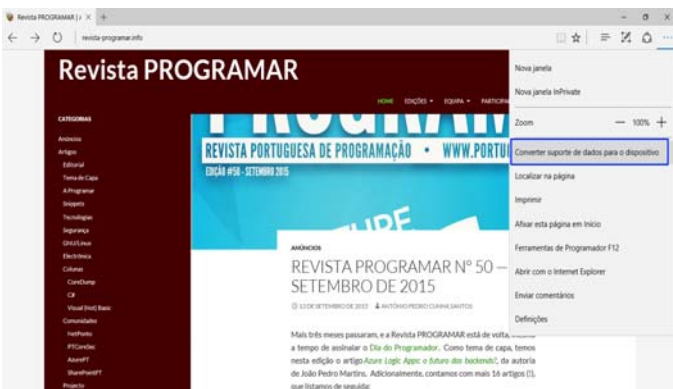 Revista PROGRAMAR | A
revista-programar.info
Revista PROGRAMAR
HOME EDIÇÕES EQUIPA PARTICIPA
CATEGORIAS
Anúncios
Artigos
Editorial
Tema de Capa
A Programar
Snippets
Tecnologias
Segurança
GNU/Linux
Electrónica
Colunas
CoreDump
C#
Visual (Not) Basic
Comunidades
NetPonto
PTCoreSec
AzurePT
SharePointPT
Projecto
REVISTA PORTUGUESA DE PROGRAMAÇÃO • WWW.PORTU
EDIÇÃO #50 - SETEMBRO 2015
ANÚNCIOS
REVISTA PROGRAMAR Nº 50 –
SETEMBRO DE 2015
13 DE SETEMBRO DE 2015 ANTÓNIO PEDRO CUNHA SANTOS
Mais três meses passaram, e a Revista PROGRAMAR está de volta,
a tempo de assinalar o Dia do Programador. Como tema de capa, temos
nesta edição o artigo Azure Logic Apps: o futuro dos backends?, da autoria
de João Pedro Martins. Adicionalmente, contamos com mais 16 artigos (!),
que listamos de seguida:
Nova janela
Nova janela InPrivate
Zoom — 100% +
Converter suporte de dados para o dispositivo
Localizar na página
Imprimir
Afixar esta página em Início
Ferramentas de Programador F12
Abrir com o Internet Explorer
Enviar comentários
Definições